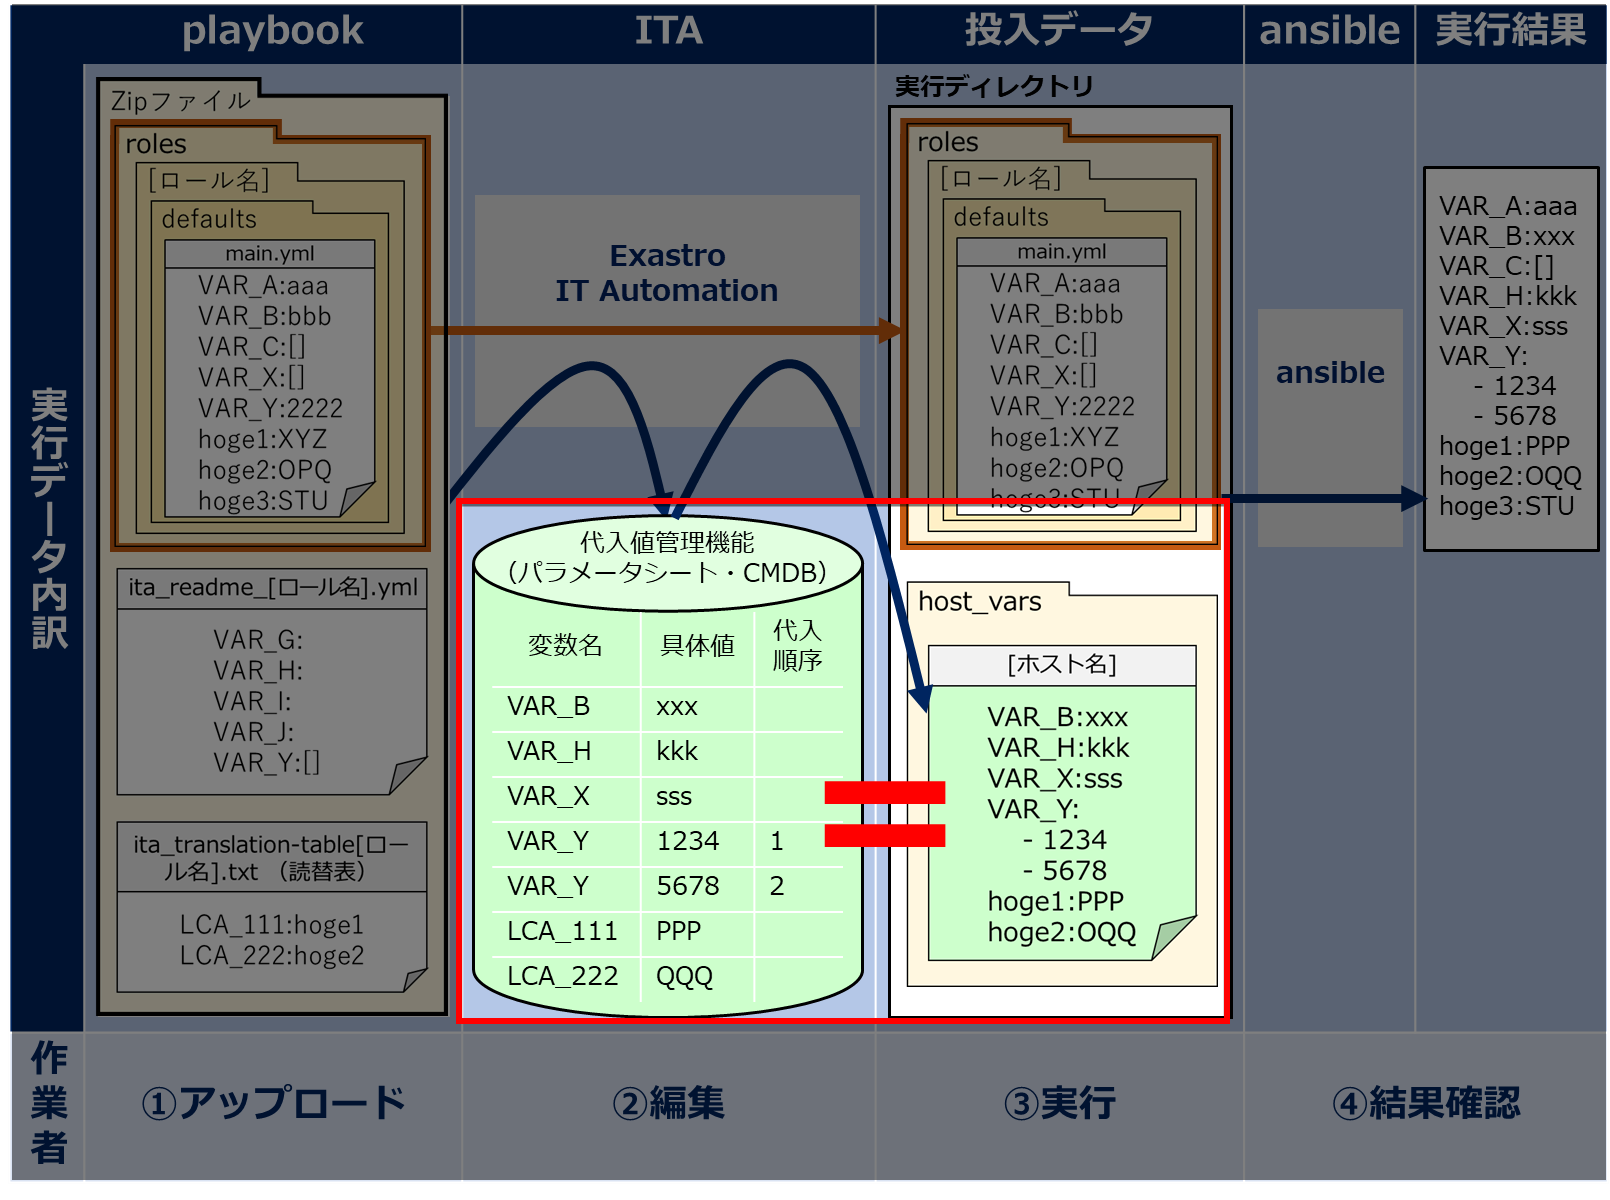 playbook
ITA
投入データ
ansible
実行結果
実行データ内訳
Zipファイル
roles
[ロール名]
defaults
main.yml
VAR_A:aaa
VAR_B:bbb
VAR_C:[]
VAR_X:[]
VAR_Y:2222
hoge1:XYZ
hoge2:OPQ
hoge3:STU
ita_readme_[ロール名].yml
VAR_G:
VAR_H:
VAR_I:
VAR_J:
VAR_Y:[]
ita_translation-table[ロー
ル名].txt （読替表）
LCA_111:hoge1
LCA_222:hoge2
Exastro
IT Automation
代入値管理機能
（パラメータシート・CMDB）
変数名 具体値 代入
順序
VAR_B xxx
VAR_H kkk
VAR_X sss
VAR_Y 1234 1
VAR_Y 5678 2
LCA_111 PPP
LCA_222 QQQ
実行ディレクトリ
roles
[ロール名]
defaults
main.yml
VAR_A:aaa
VAR_B:bbb
VAR_C:[]
VAR_X:[]
VAR_Y:2222
hoge1:XYZ
hoge2:OPQ
hoge3:STU
host_vars
[ホスト名]
VAR_B:xxx
VAR_H:kkk
VAR_X:sss
VAR_Y:
- 1234
- 5678
hoge1:PPP
hoge2:OQQ
ansible
VAR_A:aaa
VAR_B:xxx
VAR_C:[]
VAR_H:kkk
VAR_X:sss
VAR_Y:
- 1234
- 5678
hoge1:PPP
hoge2:OQQ
hoge3:STU
作業者
①アップロード
②編集
③実行
④結果確認